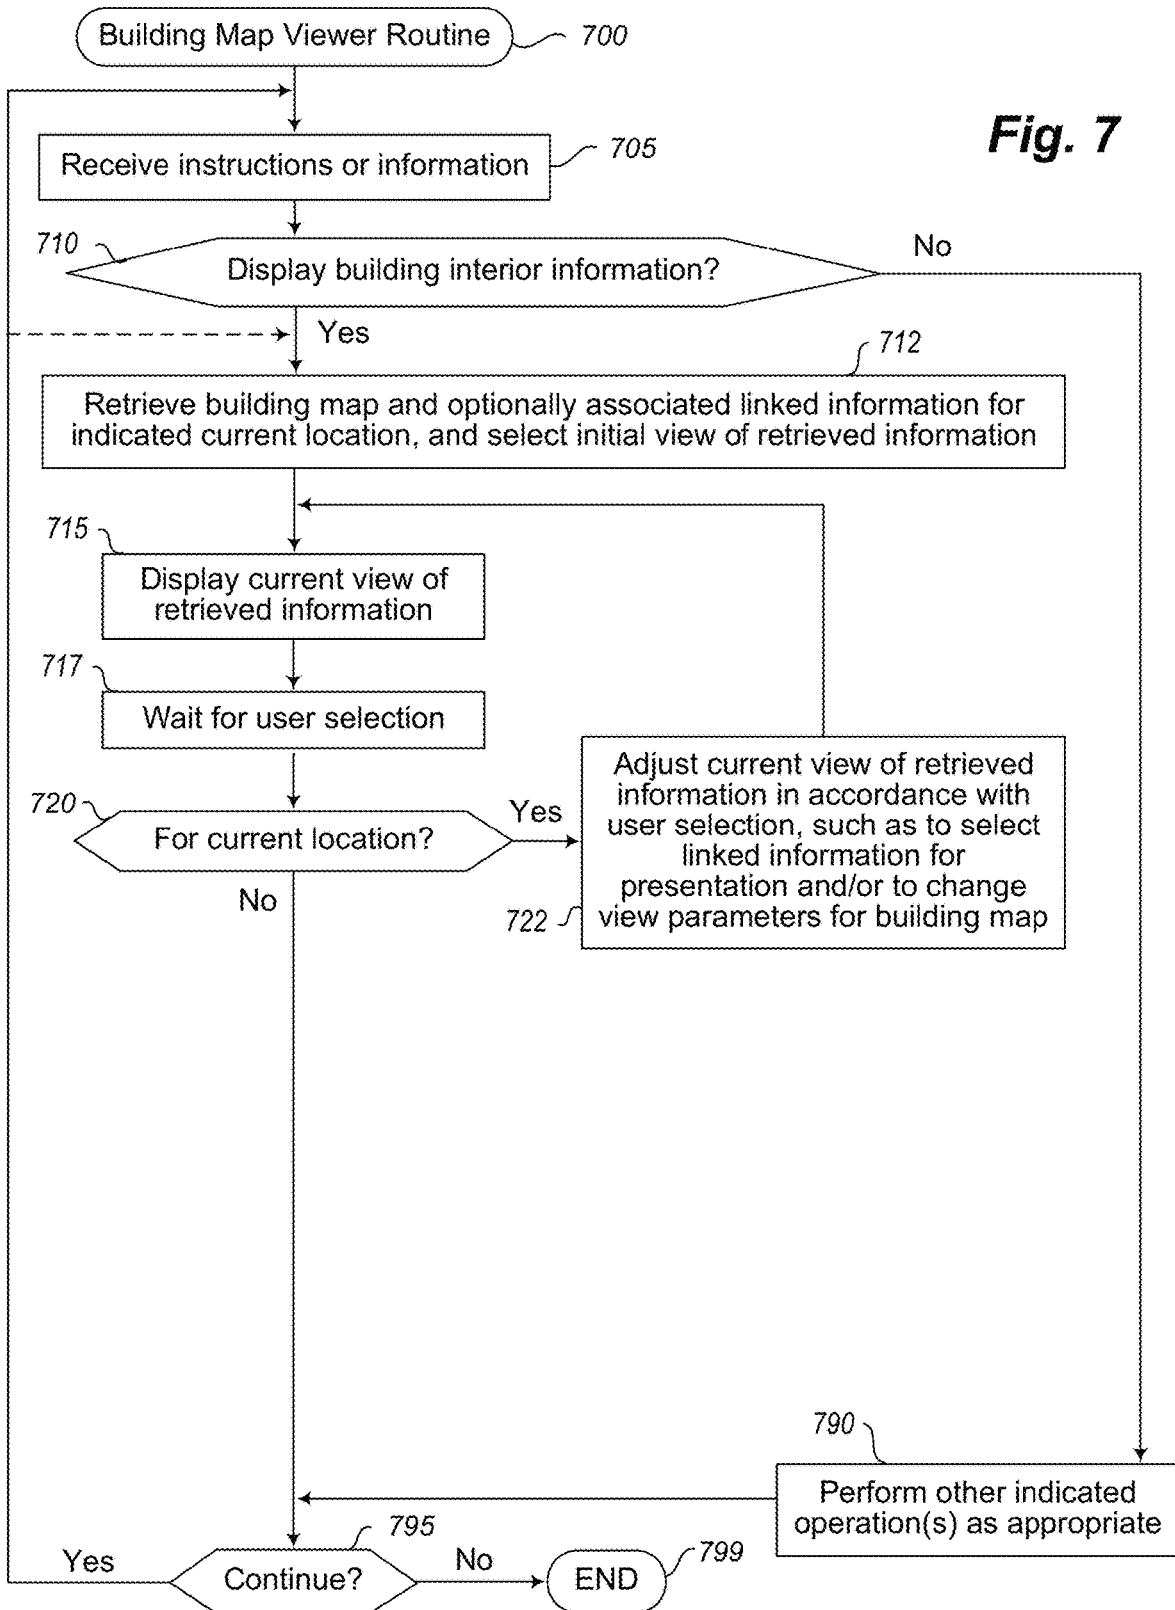 Building Map Viewer Routine
700
Fig. 7
Receive instructions or information
705
710
Display building interior information?
No
Yes
712
Retrieve building map and optionally associated linked information for
indicated current location, and select initial view of retrieved information
715
Display current view of
retrieved information
717
Wait for user selection
720
For current location?
Yes
No
Adjust current view of retrieved
information in accordance with
user selection, such as to select
linked information for
presentation and/or to change
view parameters for building map
722
790
Perform other indicated
operation(s) as appropriate
795
Yes
Continue?
No
END
799